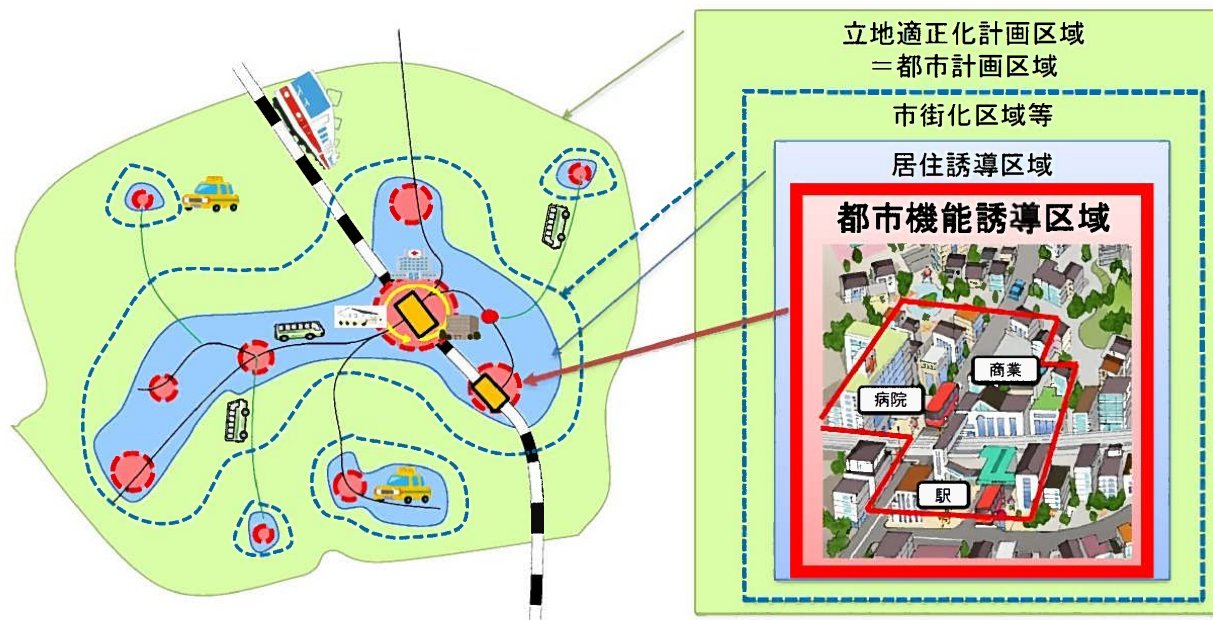 立地適正化計画区域
＝都市計画区域
市街化区域等
居住誘導区域
都市機能誘導区域
商業
病院
駅